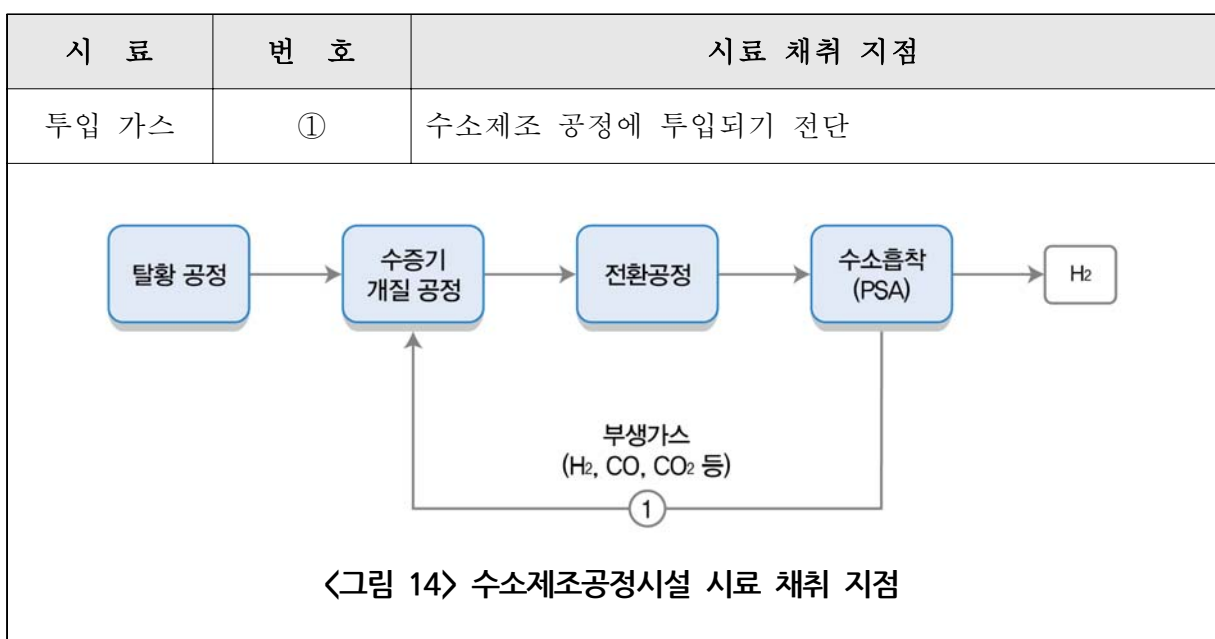 시 료 번 호 시료 채취 지점
투입 가스 ① 수소제조 공정에 투입되기 전단
탈황 공정
수증기
개질 공정
전환공정
수소흡착
(PSA)
H₂
부생가스
(H₂, CO, CO₂ 등)
1
<그림 14> 수소제조공정시설 시료 채취 지점